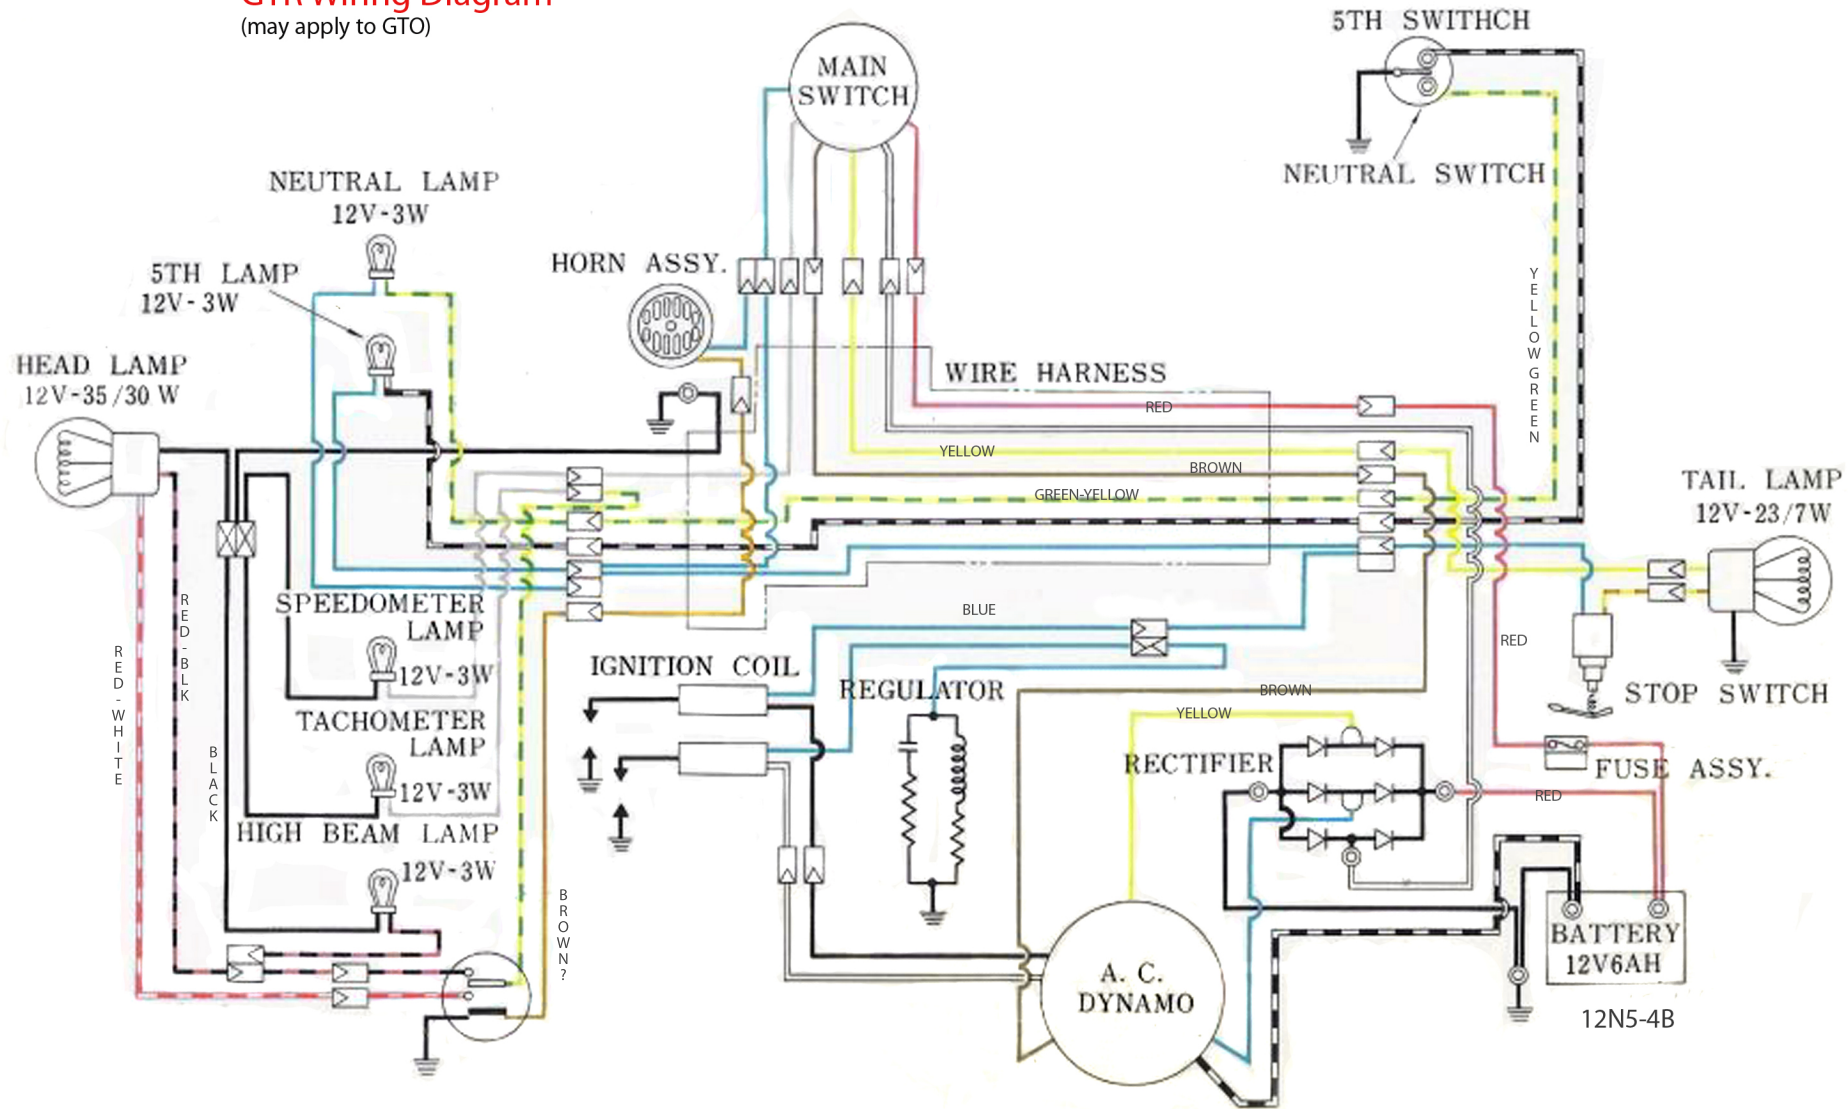 GTR Wiring Diagram
(may apply to GTO)
5TH SWITHCH
MAIN
SWITCH
NEUTRAL SWITCH
NEUTRAL LAMP
12V-3W
HORN ASSY.
5TH LAMP
12V-3W
YELLOW GREEN
HEAD LAMP
12V-35/30 W
WIRE HARNESS
RED
YELLOW
BROWN
GREEN-YELLOW
TAIL LAMP
12V-23/7W
SPEEDOMETER
LAMP
12V-3W
BLUE
RED-BLK
RED-WHITE
RED
IGNITION COIL
REGULATOR
BROWN
STOP SWITCH
YELLOW
TACHOMETER
LAMP
12V-3W
BLACK
RECTIFIER
FUSE ASSY.
RED
HIGH BEAM LAMP
12V-3W
BROWN?
BATTERY
12V6AH
A. C.
DYNAMO
12N5-4B